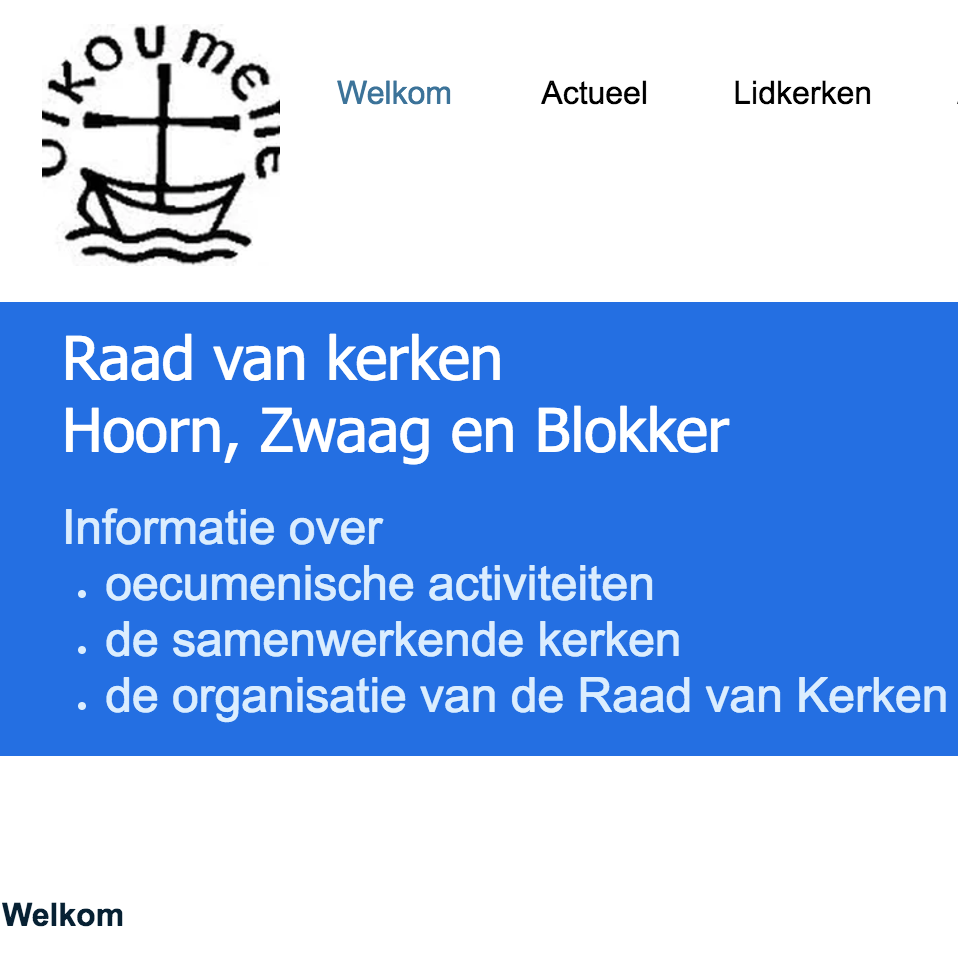 oikoumene
Welkom Actueel Lidkerken
Raad van kerken
Hoorn, Zwaag en Blokker
Informatie over
• oecumenische activiteiten
• de samenwerkende kerken
• de organisatie van de Raad van Kerken
Welkom